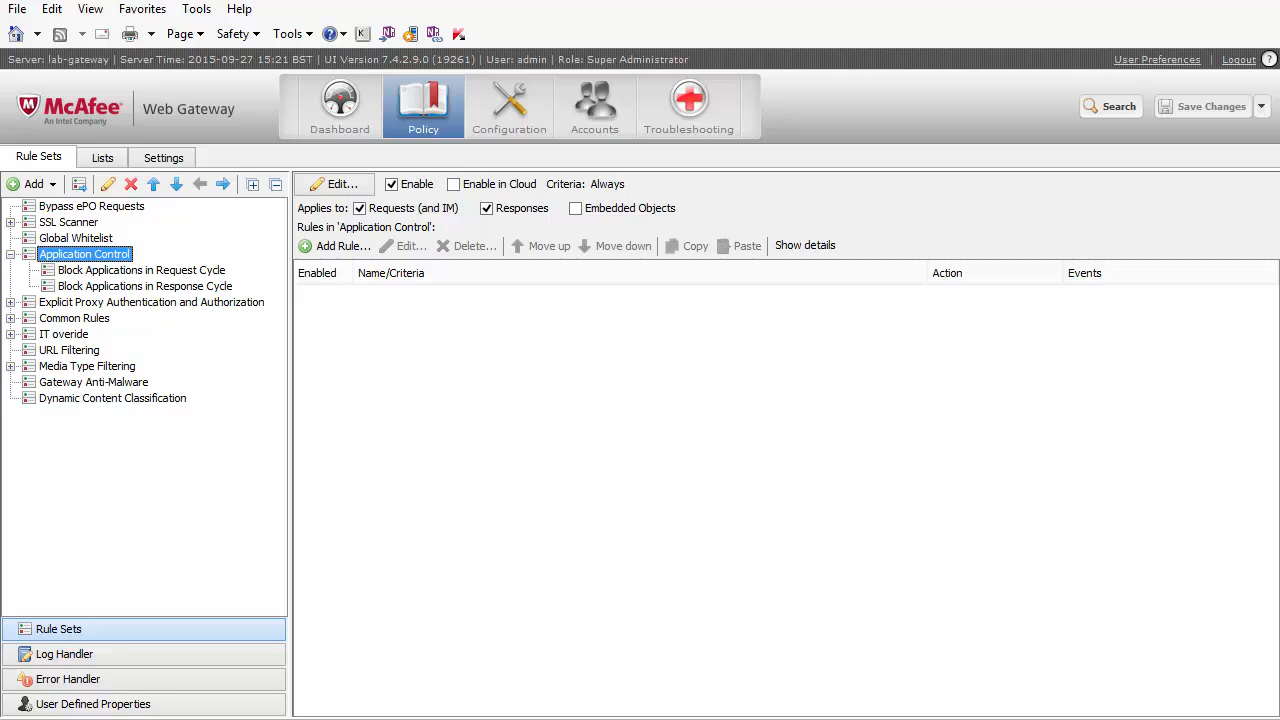 File Edit View Favorites Tools Help
Page Safety Tools
Server: lab-gateway | Server Time: 2015-09-27 15:21 BST | UI Version 7.4.2.9.0 (19261) | User: admin | Role: Super Administrator User Preferences | Logout ?
McAfee An Intel Company Web Gateway
Dashboard Policy Configuration Accounts Troubleshooting
Search Save Changes
Rule Sets Lists Settings
Add
Edit... Enable Enable in Cloud Criteria: Always
Applies to: Requests (and IM) Responses Embedded Objects
Rules in 'Application Control':
Add Rule... Edit... Delete... Move up Move down Copy Paste Show details
Enabled Name/Criteria Action Events
Bypass ePO Requests
SSL Scanner
Global Whitelist
Application Control
Block Applications in Request Cycle
Block Applications in Response Cycle
Explicit Proxy Authentication and Authorization
Common Rules
IT overide
URL Filtering
Media Type Filtering
Gateway Anti-Malware
Dynamic Content Classification
Rule Sets
Log Handler
Error Handler
User Defined Properties